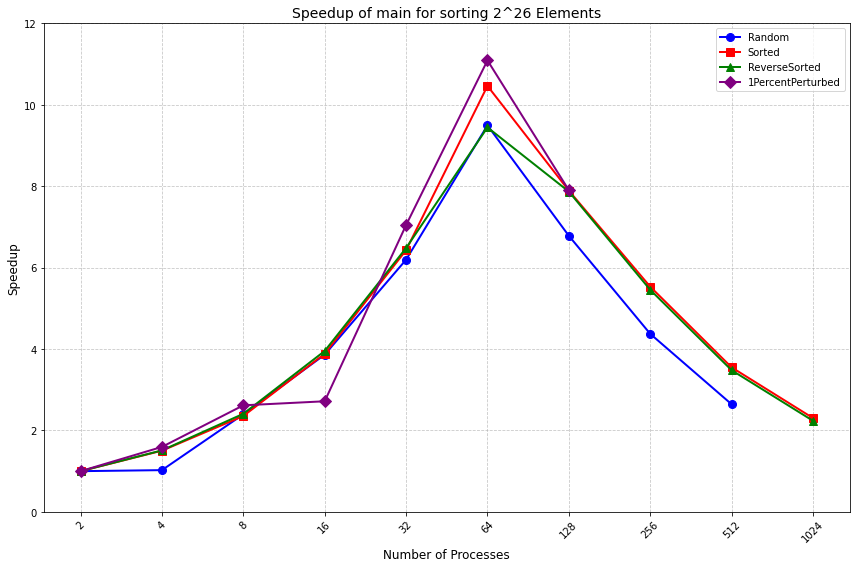 Speedup of main for sorting 2^26 Elements
Random
Sorted
ReverseSorted
1PercentPerturbed
12
10
8
6
4
2
0
Speedup
2
4
8
16
32
64
128
256
512
1024
Number of Processes